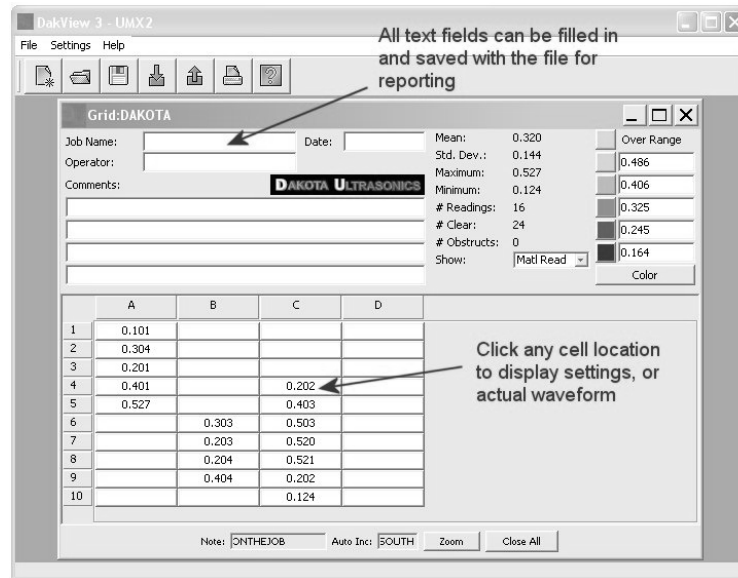 DakView 3 - UMX2
File Settings Help
All text fields can be filled in
and saved with the file for
reporting
Grid:DAKOTA
Job Name: Date:
Operator:
Comments:
DAKOTA ULTRASONICS
Mean: 0.320
Std. Dev.: 0.144
Maximum: 0.527
Minimum: 0.124
# Readings: 16
# Clear: 24
# Obstructs: 0
Show: Matl Read
Over Range
0.486
0.406
0.325
0.245
0.164
Color
A B C D
1 0.101
2 0.304
3 0.201
4 0.401 0.202
5 0.527 0.403
6 0.303 0.503
7 0.203 0.520
8 0.204 0.521
9 0.404 0.202
10 0.124
Click any cell location
to display settings, or
actual waveform
Note: ONTHEJOB Auto Inc: SOUTH Zoom Close All